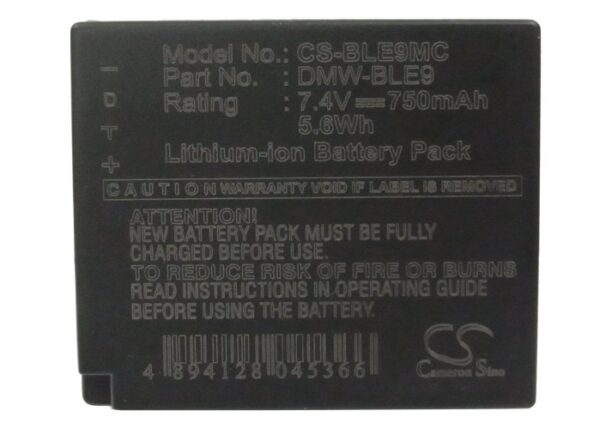 Model No.: CS-BLE9MC
Part No. : DMW-BLE9
Rating : 7.4V⎓750mAh
5.6Wh
Lithium-ion Battery Pack
− D T +
CAUTION: WARRANTY VOID IF LABEL IS REMOVED
ATTENTION!
NEW BATTERY PACK MUST BE FULLY
CHARGED BEFORE USE.
TO REDUCE RISK OF FIRE OR BURNS
READ INSTRUCTIONS IN OPERATING GUIDE
BEFORE USING THE BATTERY.
4 894128 045366
CS
Cameron Sino